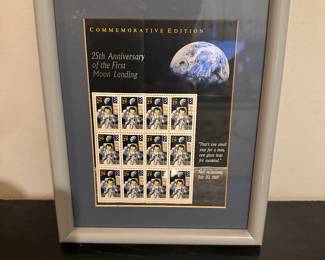 COMMEMORATIVE EDITION
25th Anniversary
of the First
Moon Landing
"That's one small
step for a man,
one giant leap
for mankind."
Neil Armstrong
July 20, 1969